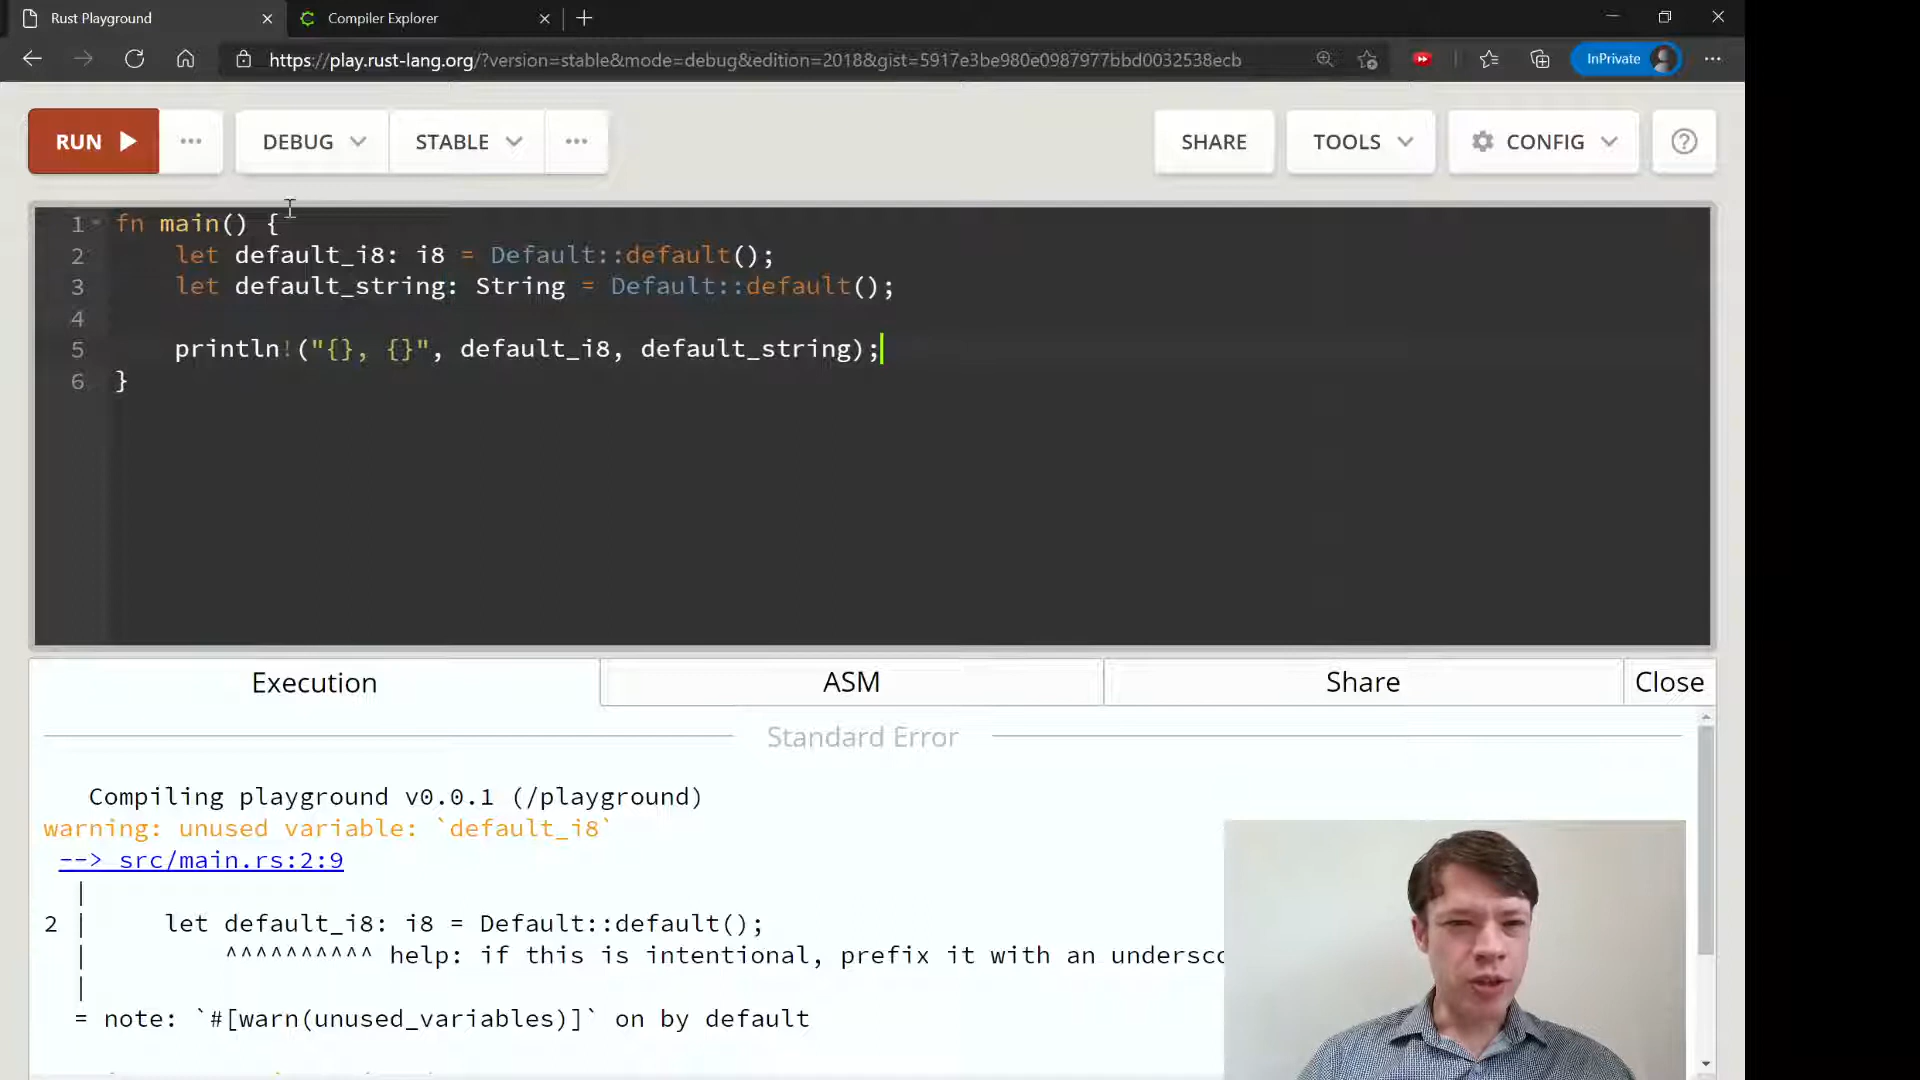 Rust Playground
Compiler Explorer
https://play.rust-lang.org/?version=stable&mode=debug&edition=2018&gist=5917e3be980e0987977bbd0032538ecb
InPrivate
RUN
DEBUG
STABLE
SHARE
TOOLS
CONFIG
1 fn main() {
2 let default_i8: i8 = Default::default();
3 let default_string: String = Default::default();
4
5 println!("{}, {}", default_i8, default_string);
6 }
Execution
ASM
Share
Close
Standard Error
Compiling playground v0.0.1 (/playground)
warning: unused variable: `default_i8`
--> src/main.rs:2:9
|
2 | let default_i8: i8 = Default::default();
| ^^^^^^^^^^ help: if this is intentional, prefix it with an
|
= note: `#[warn(unused_variables)]` on by default